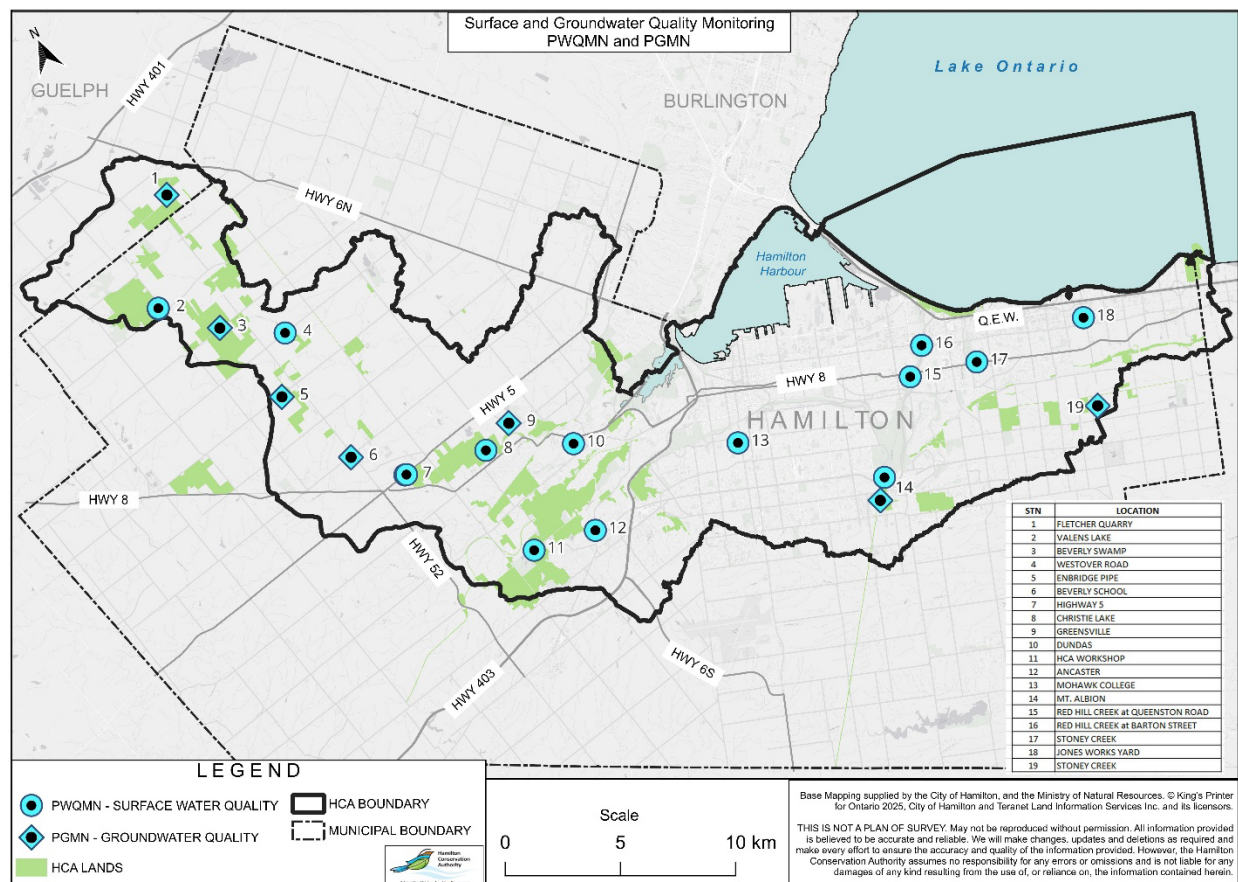 Surface and Groundwater Quality Monitoring
PWQMN and PGMN
N
GUELPH
HWY 401
BURLINGTON
Lake Ontario
HWY 6N
Hamilton
Harbour
1
2
3
4
5
6
7
8
9
10
11
12
13
14
15
16
17
18
19
Q.E.W.
HWY 5
HWY 8
HAMILTON
HWY 8
HWY 52
HWY 403
HWY 6S
STN LOCATION
1 FLETCHER QUARRY
2 VALENS LAKE
3 BEVERLY SWAMP
4 WESTOVER ROAD
5 ENBRIDGE PIPE
6 BEVERLY SCHOOL
7 HIGHWAY 5
8 CHRISTIE LAKE
9 GREENSVILLE
10 DUNDAS
11 HCA WORKSHOP
12 ANCASTER
13 MOHAWK COLLEGE
14 MT. ALBION
15 RED HILL CREEK at QUEENSTON ROAD
16 RED HILL CREEK at BARTON STREET
17 STONEY CREEK
18 JONES WORKS YARD
19 STONEY CREEK
LEGEND
PWQMN - SURFACE WATER QUALITY
PGMN - GROUNDWATER QUALITY
HCA LANDS
HCA BOUNDARY
MUNICIPAL BOUNDARY
Hamilton
Conservation
Authority
Scale
0 5 10 km
Base Mapping supplied by the City of Hamilton, and the Ministry of Natural Resources. © King's Printer
for Ontario 2025, City of Hamilton and Teranet Land Information Services Inc. and its licensors.
THIS IS NOT A PLAN OF SURVEY. May not be reproduced without permission. All information provided
is believed to be accurate and reliable. We will make changes, updates and deletions as required and
make every effort to ensure the accuracy and quality of the information provided. However, the Hamilton
Conservation Authority assumes no responsibility for any errors or omissions and is not liable for any
damages of any kind resulting from the use of, or reliance on, the information contained herein.